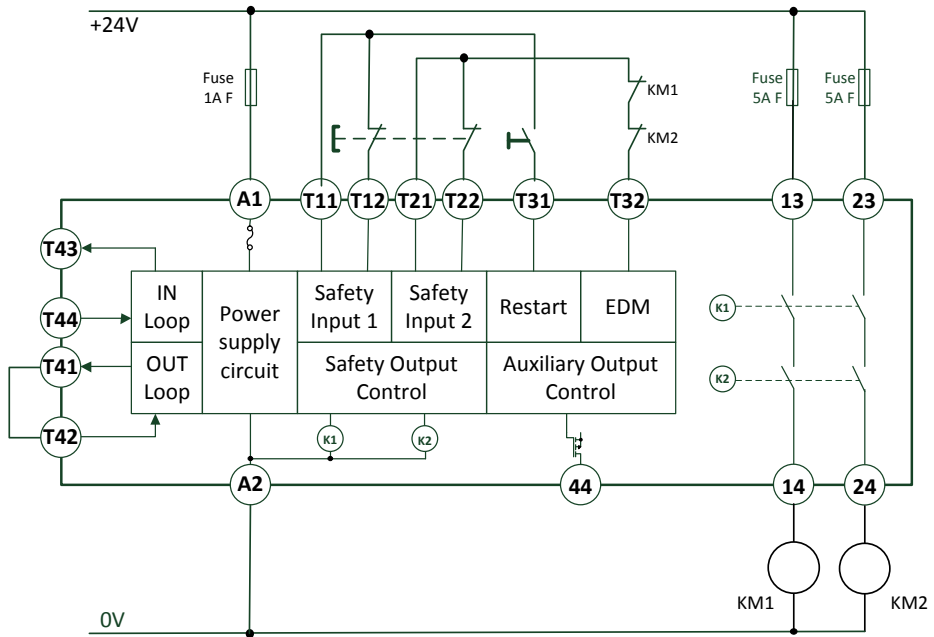 +24V
Fuse
1A F
KM1
KM2
Fuse
5A F
Fuse
5A F
A1
T11
T12
T21
T22
T31
T32
13
23
T43
T44
T41
T42
IN
Loop
OUT
Loop
Power
supply
circuit
Safety
Input 1
Safety
Input 2
Restart
EDM
Safety Output
Control
Auxiliary Output
Control
K1
K2
K1
K2
A2
44
14
24
KM1
KM2
0V